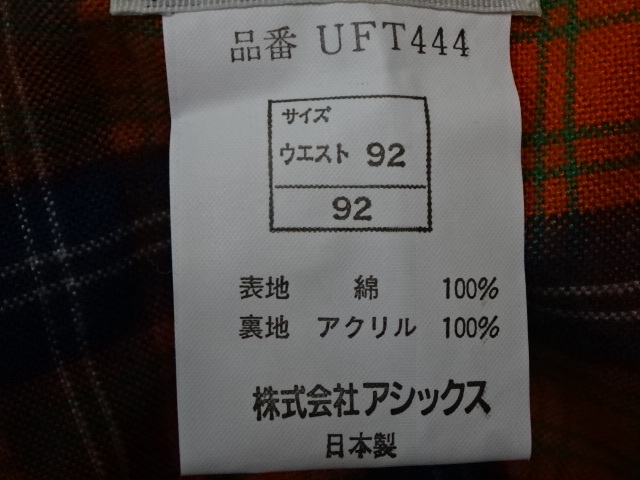 品番 UFT444
サイズ
ウエスト 92
92
表地 綿 100%
裏地 アクリル 100%
株式会社アシックス
日本製